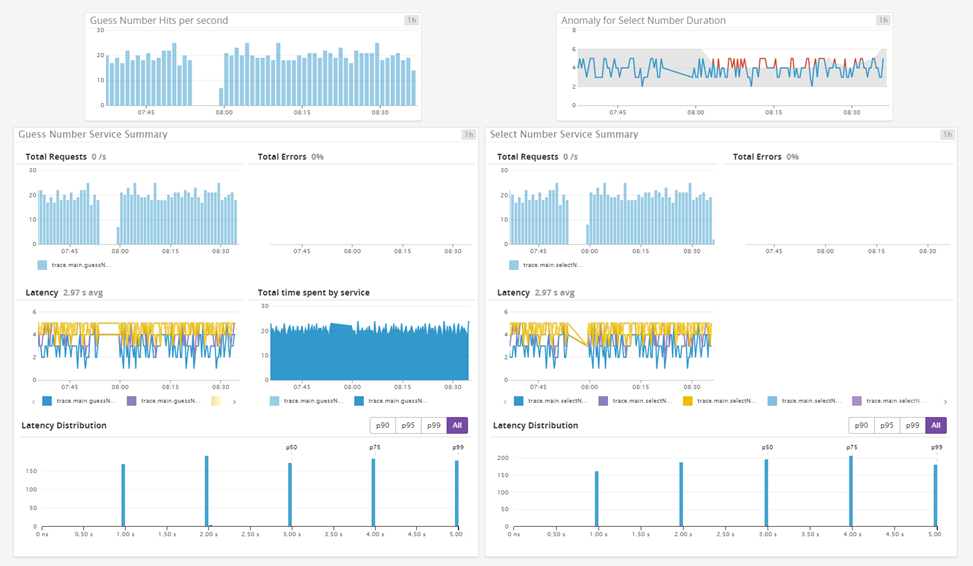 Guess Number Hits per second 1h
30
20
10
0
07:45 08:00 08:15 08:30
Anomaly for Select Number Duration 1h
8
6
4
2
0
07:45 08:00 08:15 08:30
Guess Number Service Summary 1h
Total Requests 0 /s
30
20
10
0
07:45 08:00 08:15 08:30
trace.main.guessN...
Total Errors 0%
07:45 08:00 08:15 08:30
Latency 2.97 s avg
6
4
2
0
07:45 08:00 08:15 08:30
trace.main.guessN... trace.main.guessN...
Total time spent by service
30
20
10
0
07:45 08:00 08:15 08:30
trace.main.guessN... trace.main.guessN...
Latency Distribution p90 p95 p99 All
p50 p75 p99
150
100
50
0
0 ns 0.50 s 1.00 s 1.50 s 2.00 s 2.50 s 3.00 s 3.50 s 4.00 s 4.50 s 5.00
Select Number Service Summary 1h
Total Requests 0 /s
30
20
10
0
07:45 08:00 08:15 08:30
trace.main.selectN...
Total Errors 0%
07:45 08:00 08:15 08:30
Latency 2.97 s avg
6
4
2
0
07:45 08:00 08:15 08:30
trace.main.selectN... trace.main.selectN... trace.main.selectN... trace.main.selectN... trace.main.selectN...
Latency Distribution p90 p95 p99 All
p50 p75 p99
200
150
100
50
0
0 ns 0.50 s 1.00 s 1.50 s 2.00 s 2.50 s 3.00 s 3.50 s 4.00 s 4.50 s 5.00